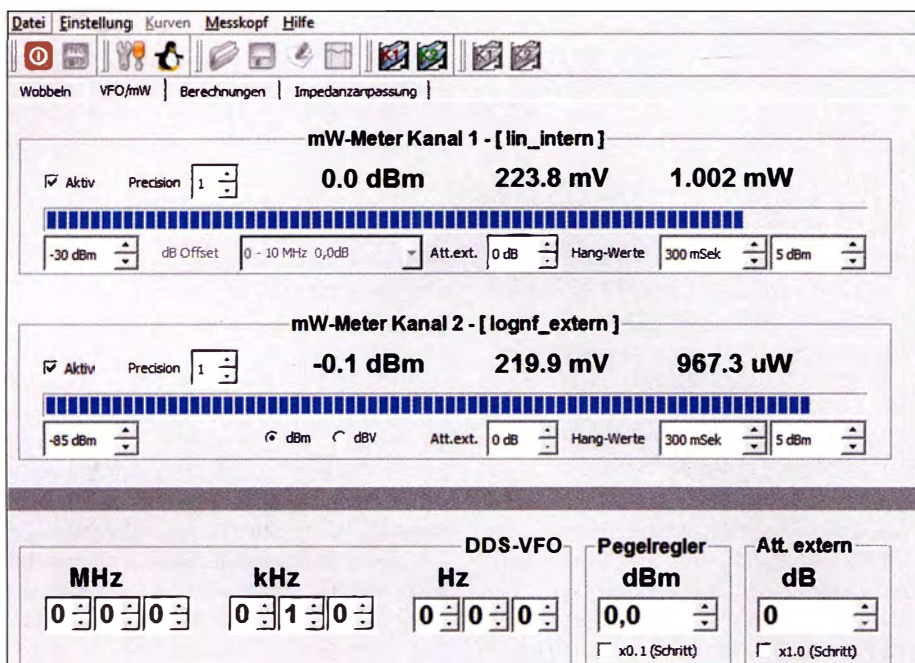 Datei Einstellung Kurven Messkopf Hilfe
K1 K2
Wobbeln VFO/mW Berechnungen Impedanzarpassung
mW-Meter Kanal 1 - [ lin_intern ]
Aktiv Precision 1 0.0 dBm 223.8 mV 1.002 mW
-30 dBm dB Offset 0 - 10 MHz 0,0dB Att.ext. 0 dB Hang-Werte 300 mSek 5 dBm
mW-Meter Kanal 2 - [ lognf_extern ]
Aktiv Precision 1 -0.1 dBm 219.9 mV 967.3 uW
-85 dBm dBm dBV Att.ext. 0 dB Hang-Werte 300 mSek 5 dBm
DDS-VFO Pegelregler Att. extern
MHz kHz Hz dBm dB
0 0 0 0 1 0 0 0 0 0,0 0
x0.1 (Schritt) x1.0 (Schritt)